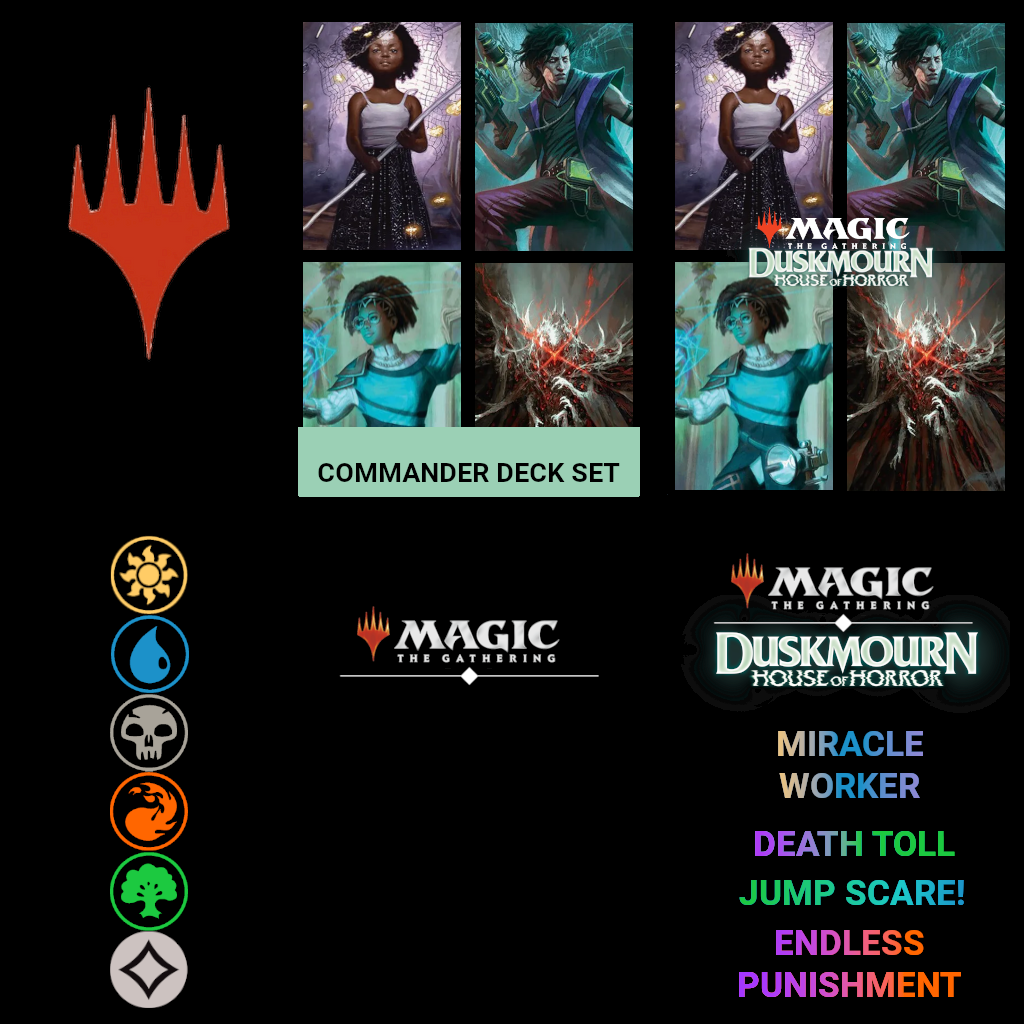 MAGIC
THE GATHERING
DUSKMOURN
HOUSE OF HORROR
COMMANDER DECK SET
MAGIC
THE GATHERING
MAGIC
THE GATHERING
DUSKMOURN
HOUSE OF HORROR
MIRACLE
WORKER
DEATH TOLL
JUMP SCARE!
ENDLESS
PUNISHMENT